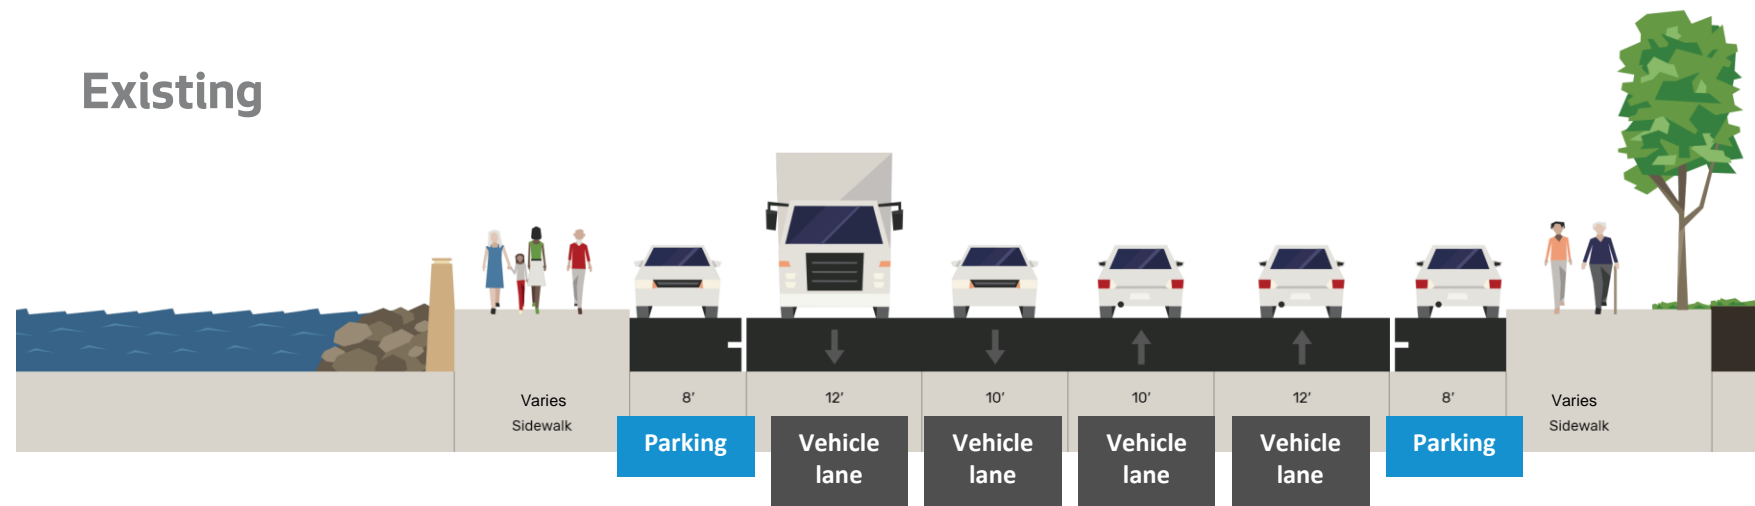 Existing
8’
12’
10’
10’
12’
8’
Varies
Sidewalk
Varies
Sidewalk
Parking
Vehicle
lane
Vehicle
lane
Vehicle
lane
Vehicle
lane
Parking